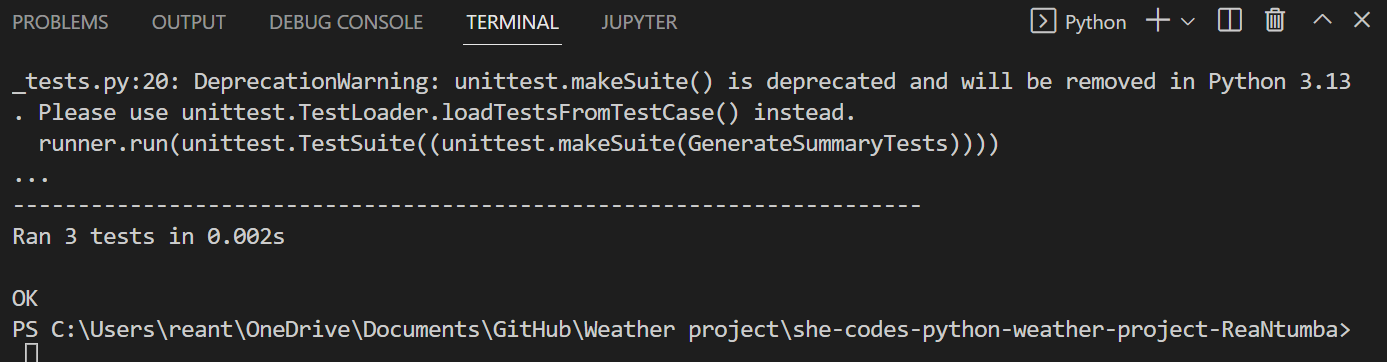 PROBLEMS OUTPUT DEBUG CONSOLE TERMINAL JUPYTER Python
_tests.py:20: DeprecationWarning: unittest.makeSuite() is deprecated and will be removed in Python 3.13
. Please use unittest.TestLoader.loadTestsFromTestCase() instead.
  runner.run(unittest.TestSuite((unittest.makeSuite(GenerateSummaryTests))))
...
----------------------------------------------------------------------
Ran 3 tests in 0.002s

OK
PS C:\Users\reant\OneDrive\Documents\GitHub\Weather project\she-codes-python-weather-project-ReaNtumba>